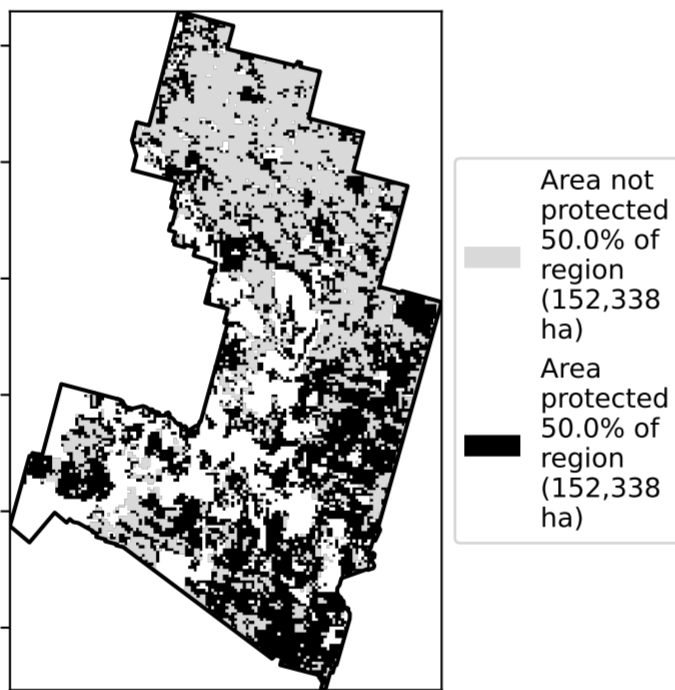 Area not
protected
50.0% of
region
(152,338
ha)
Area
protected
50.0% of
region
(152,338
ha)